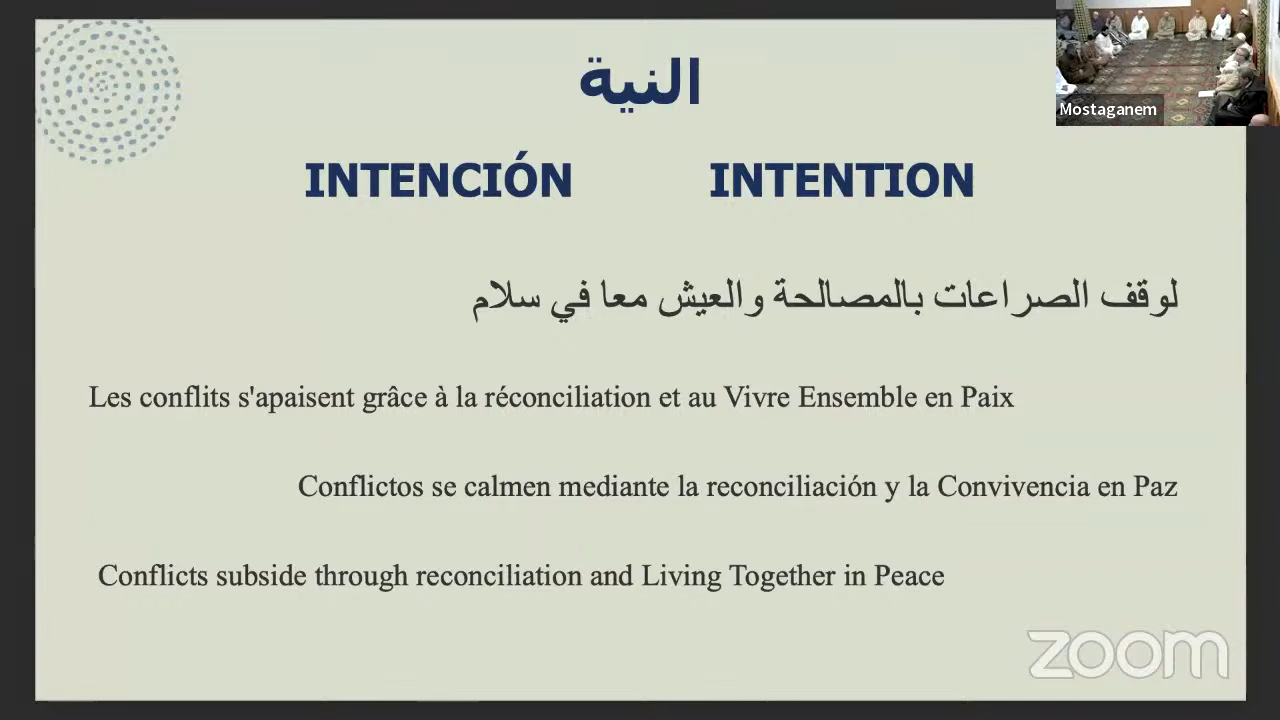 النية
INTENCIÓN INTENTION
لوقف الصراعات بالمصالحة والعيش معا في سلام
Les conflits s'apaisent grâce à la réconciliation et au Vivre Ensemble en Paix
Conflictos se calmen mediante la reconciliación y la Convivencia en Paz
Conflicts subside through reconciliation and Living Together in Peace
Mostaganem
zoom